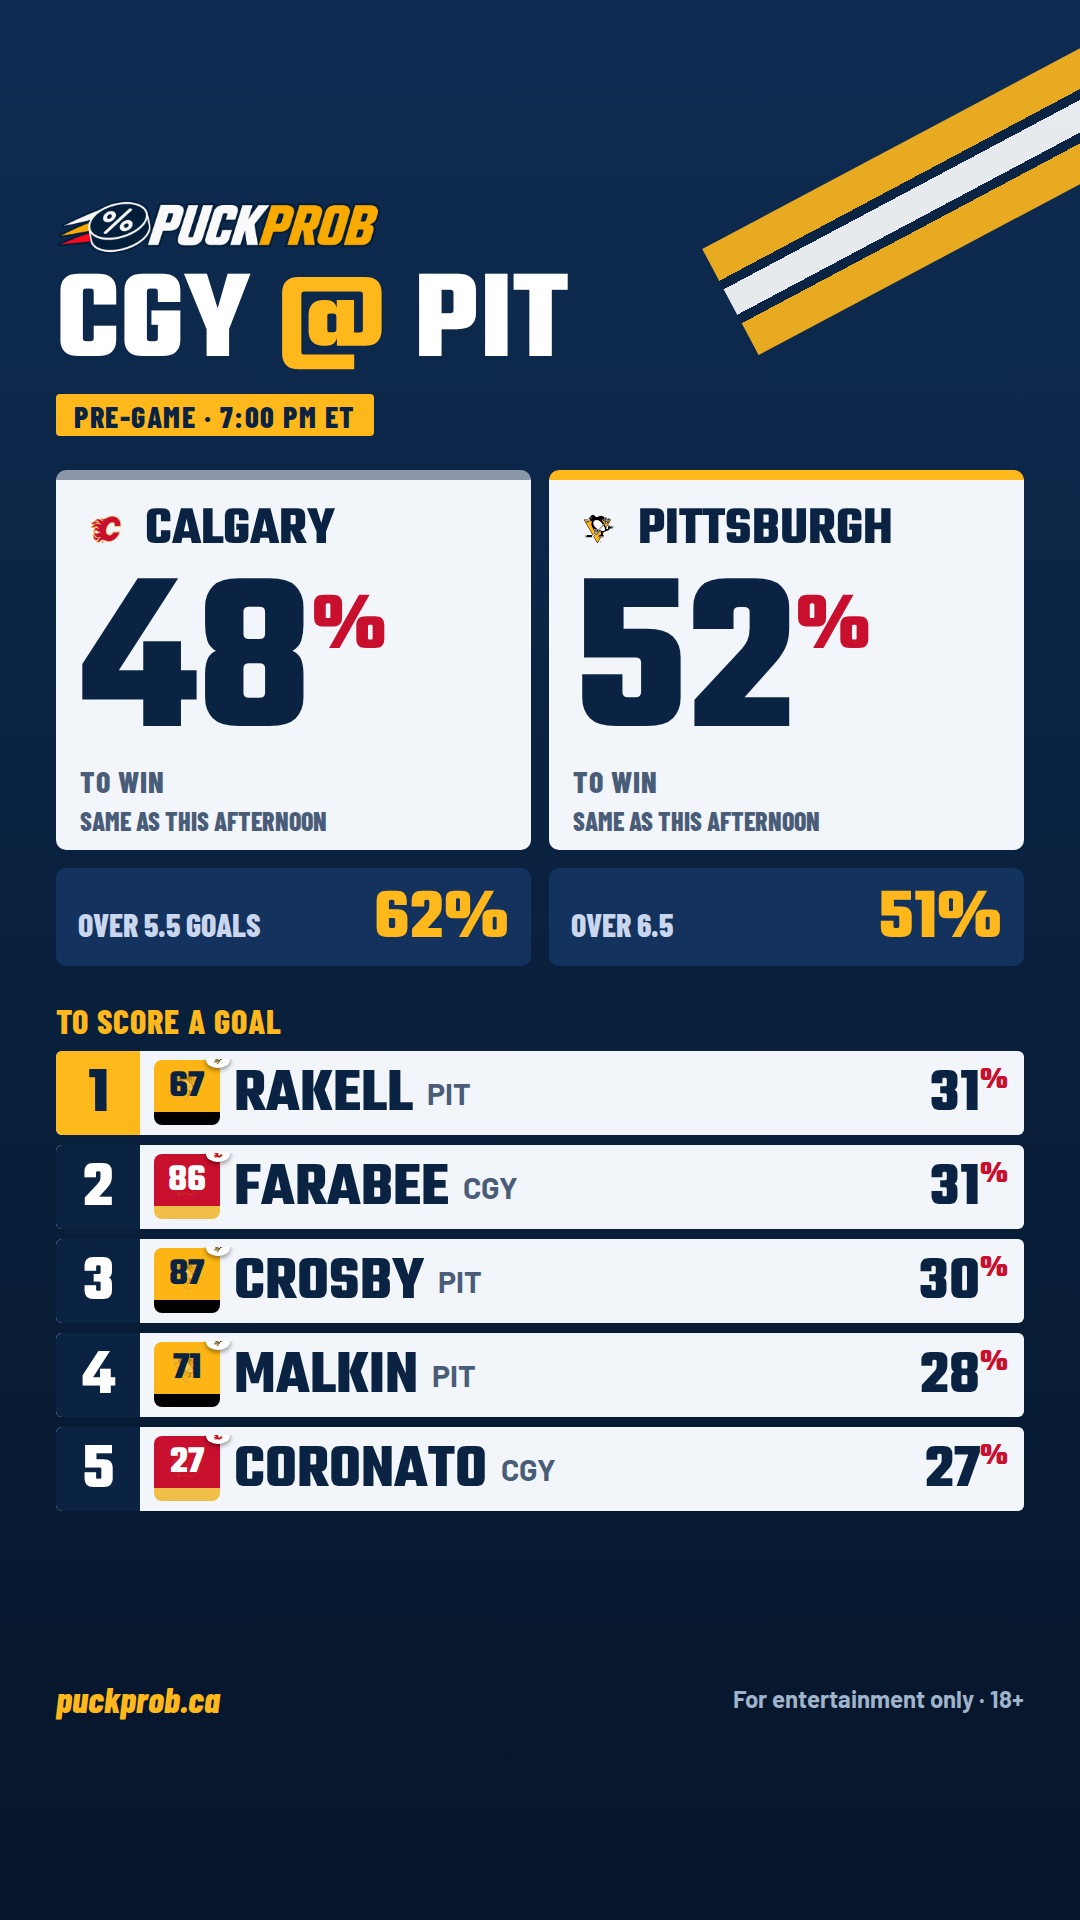 % PUCKPROB
CGY @ PIT
PRE-GAME · 7:00 PM ET
C CALGARY
48%
TO WIN
SAME AS THIS AFTERNOON
PITTSBURGH
52%
TO WIN
SAME AS THIS AFTERNOON
OVER 5.5 GOALS 62%
OVER 6.5 51%
TO SCORE A GOAL
1 67 RAKELL PIT 31%
2 86 FARABEE CGY 31%
3 87 CROSBY PIT 30%
4 71 MALKIN PIT 28%
5 27 CORONATO CGY 27%
puckprob.ca
For entertainment only · 18+